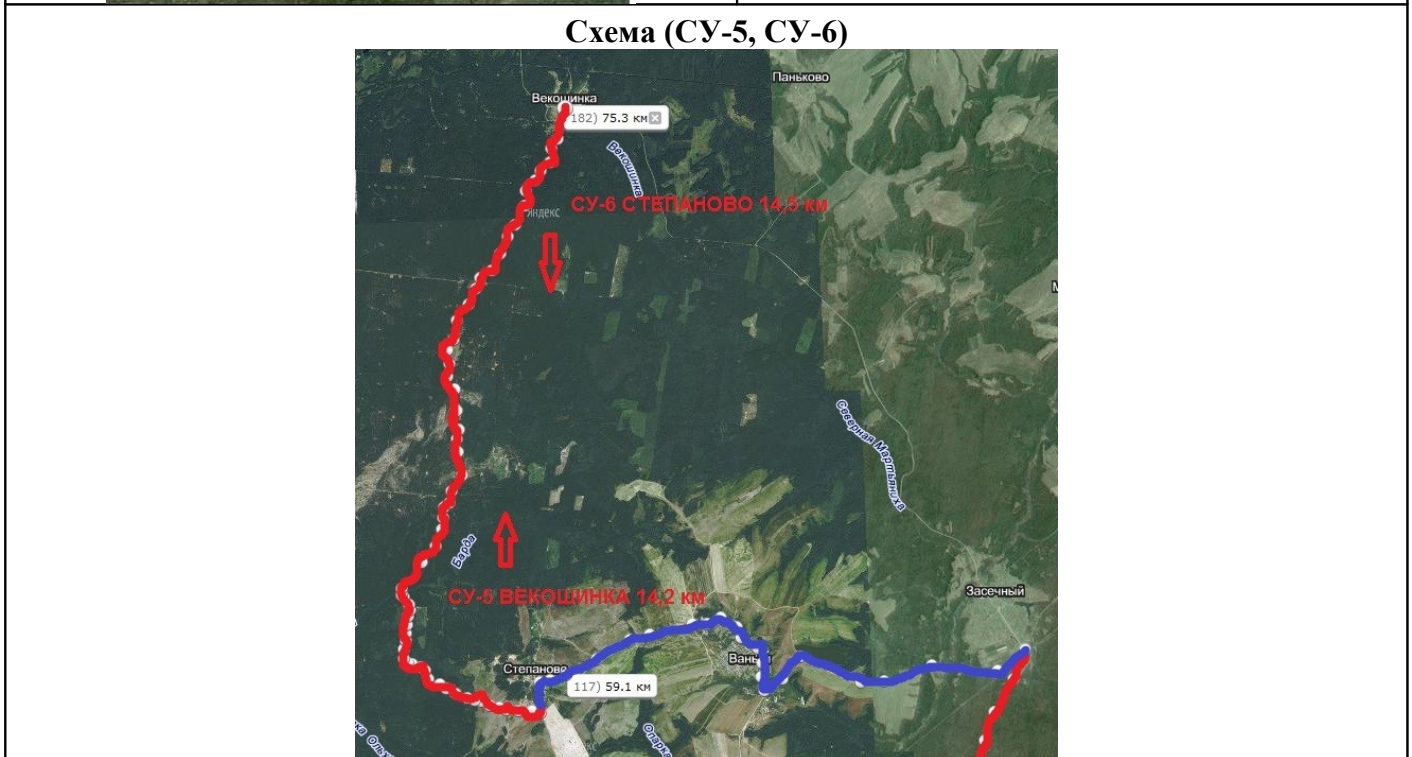 Схема (СУ-5, СУ-6)
Паньково
Векошинка
182) 75.3 км
Векошинка
СУ-6 СТЕПАНОВО 14,5 км
Яндекс
Северная Мартьяниха
Барда
СУ-5 ВЕКОШИНКА 14,2 км
Засечный
Степаново
117) 59.1 км
Опарка